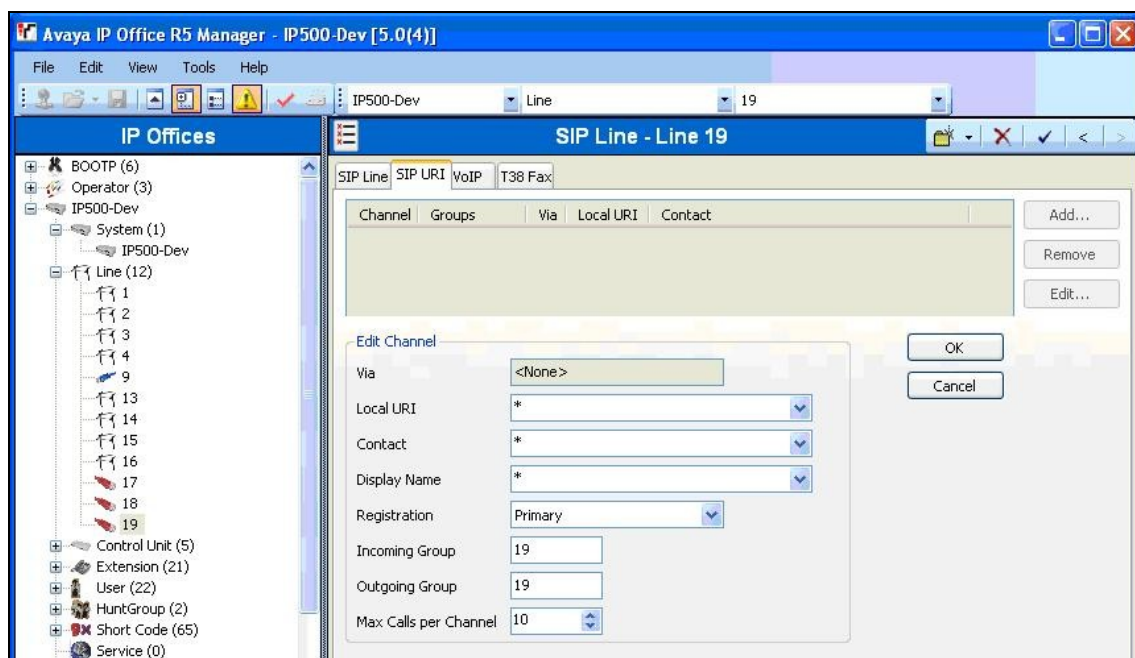 Avaya IP Office R5 Manager - IP500-Dev [5.0(4)]
File Edit View Tools Help
IP500-Dev Line 19
IP Offices
SIP Line - Line 19
BOOTP (6)
Operator (3)
IP500-Dev
System (1)
IP500-Dev
Line (12)
1
2
3
4
9
13
14
15
16
17
18
19
Control Unit (5)
Extension (21)
User (22)
HuntGroup (2)
Short Code (65)
Service (0)
SIP Line SIP URI VoIP T38 Fax
Channel Groups Via Local URI Contact
Add...
Remove
Edit...
Edit Channel
Via <None>
Local URI *
Contact *
Display Name *
Registration Primary
Incoming Group 19
Outgoing Group 19
Max Calls per Channel 10
OK
Cancel